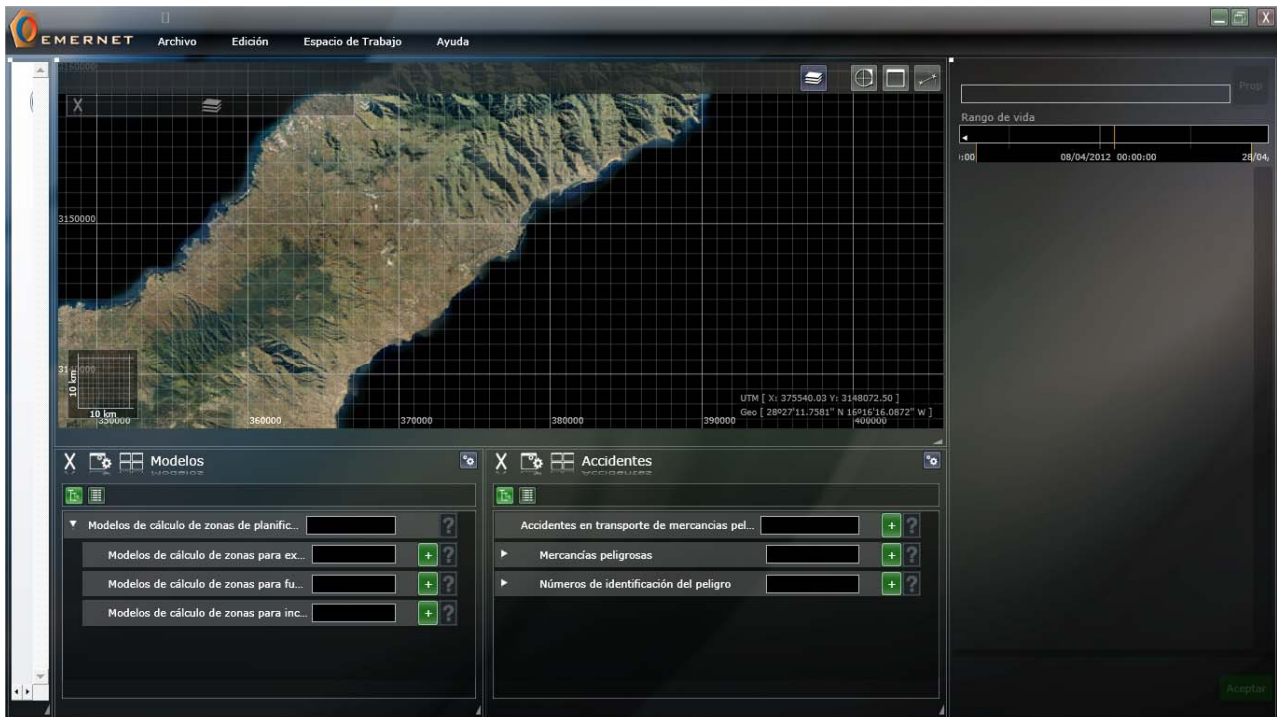 EMERNET
Archivo Edición Espacio de Trabajo Ayuda
Prop
Rango de vida
08/04/2012 00:00:00
3150000
10 km
10 km
350000 360000 370000 380000 390000 400000
UTM [ X: 375540.03 Y: 3148072.50 ]
Geo [ 28º27'11.7581'' N 16º16'16.0872'' W ]
Modelos
Modelos de cálculo de zonas de planific...
Modelos de cálculo de zonas para ex...
Modelos de cálculo de zonas para fu...
Modelos de cálculo de zonas para inc...
Accidentes
Accidentes en transporte de mercancias pel...
Mercancías peligrosas
Números de identificación del peligro
Aceptar